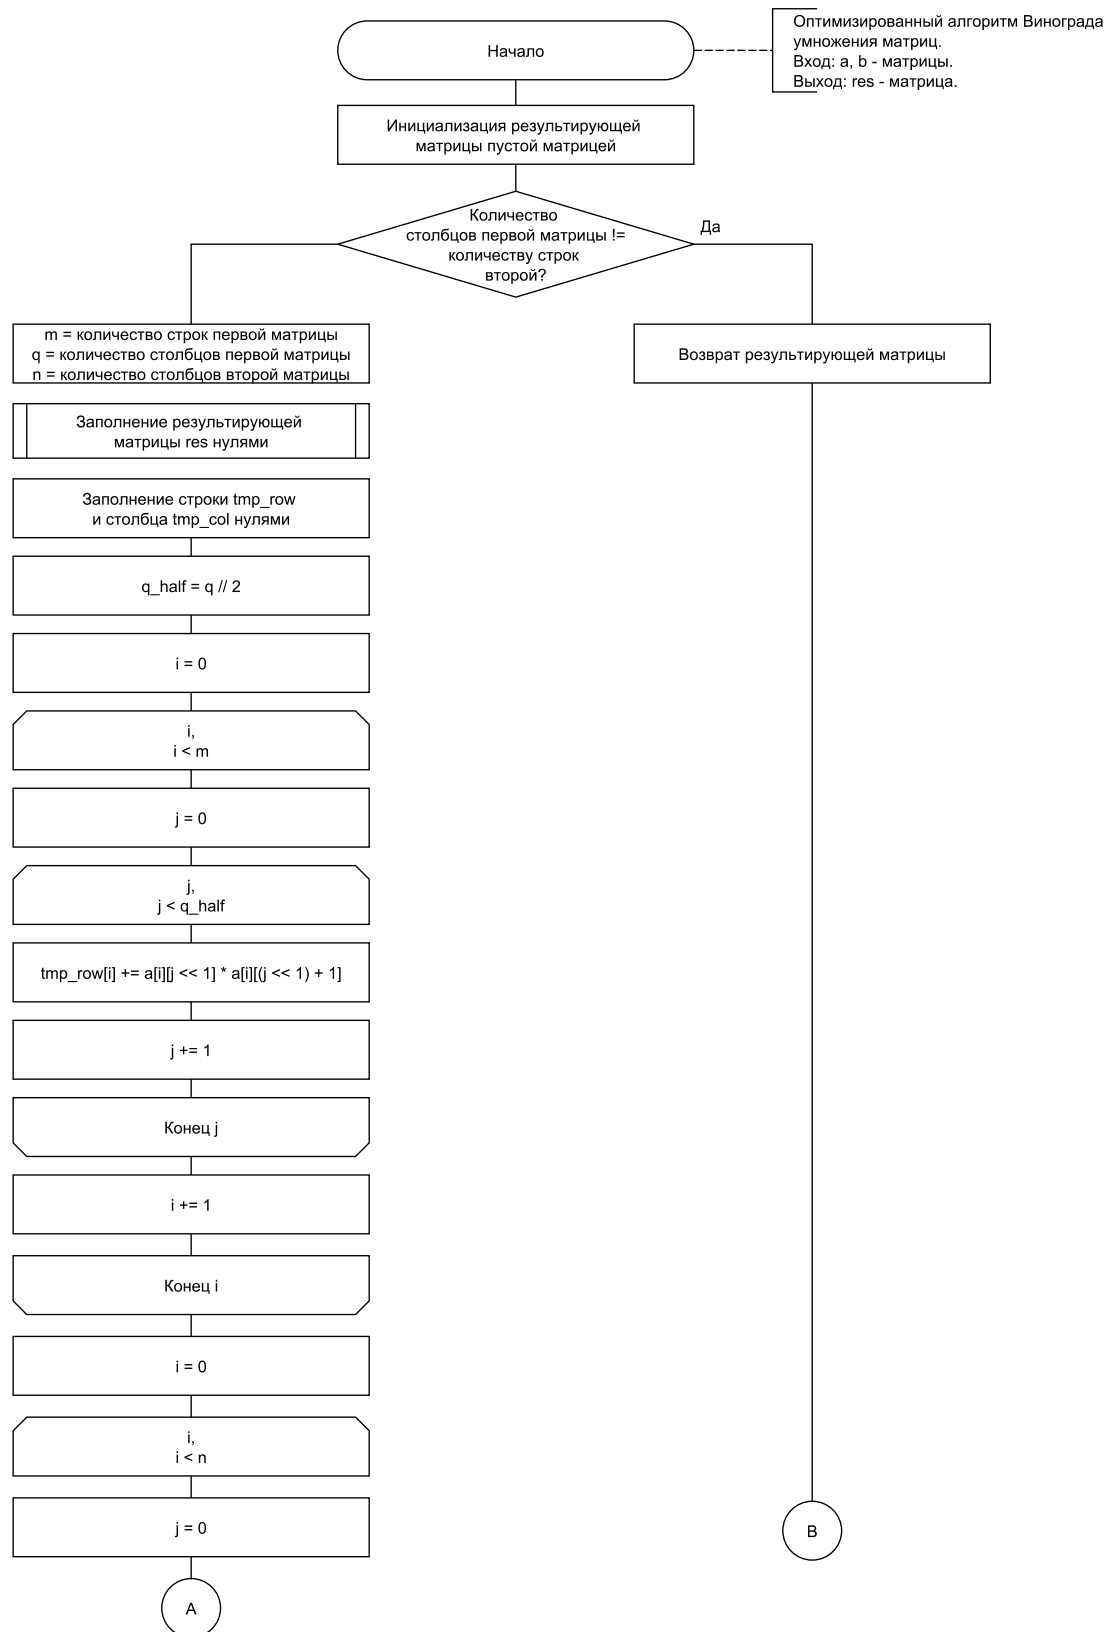 Начало
Оптимизированный алгоритм Винограда
умножения матриц.
Вход: a, b - матрицы.
Выход: res - матрица.
Инициализация результирующей
матрицы пустой матрицей
Количество
столбцов первой матрицы !=
количеству строк
второй?
Да
m = количество строк первой матрицы
q = количество столбцов первой матрицы
n = количество столбцов второй матрицы
Возврат результирующей матрицы
Заполнение результирующей
матрицы res нулями
Заполнение строки tmp_row
и столбца tmp_col нулями
q_half = q // 2
i = 0
i,
i < m
j = 0
j,
j < q_half
tmp_row[i] += a[i][j << 1] * a[i][(j << 1) + 1]
j += 1
Конец j
i += 1
Конец i
i = 0
i,
i < n
j = 0
B
A